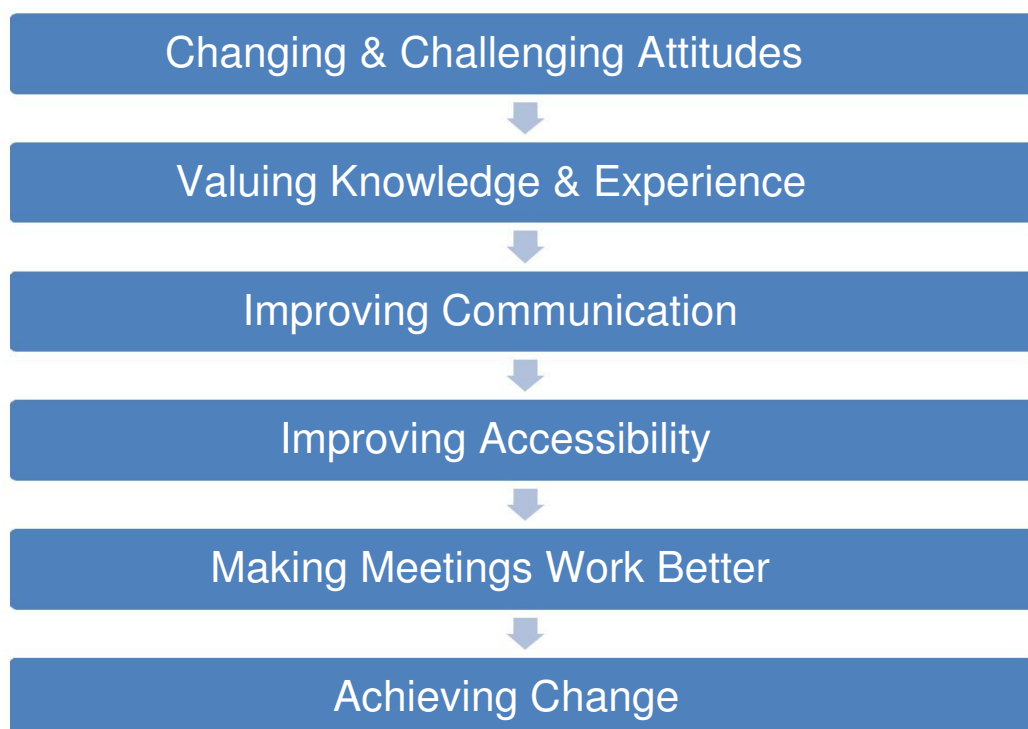 Changing & Challenging Attitudes
Valuing Knowledge & Experience
Improving Communication
Improving Accessibility
Making Meetings Work Better
Achieving Change